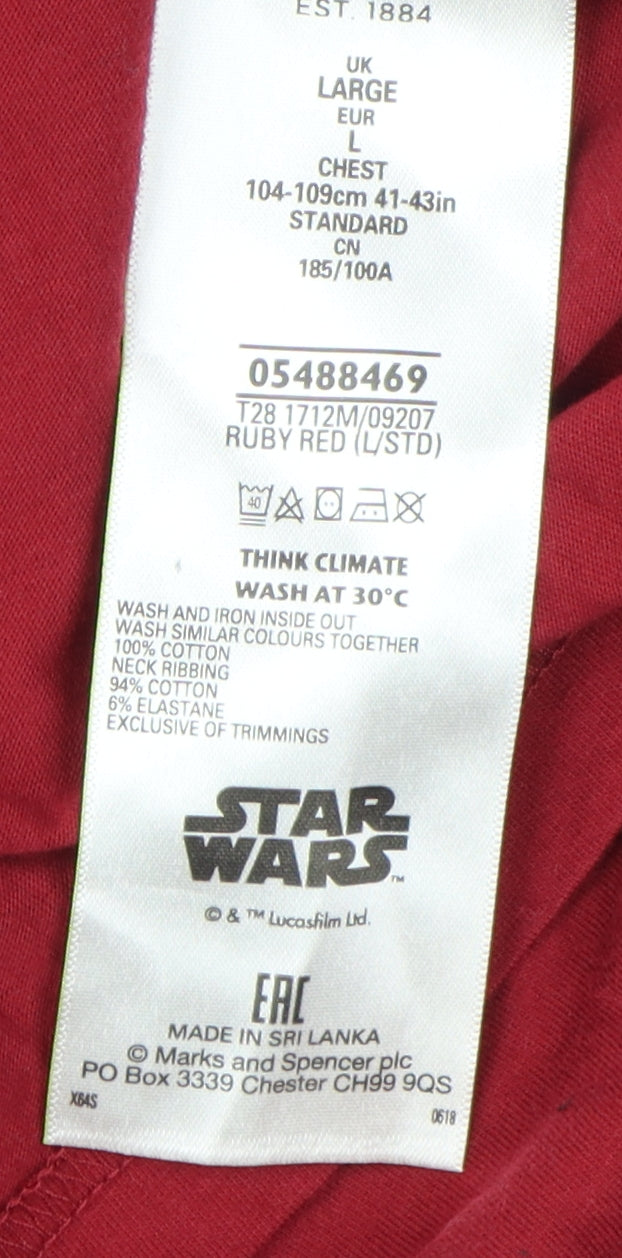 EST. 1884
UK
LARGE
EUR
L
CHEST
104-109cm 41-43in
STANDARD
CN
185/100A
05488469
T28 1712M/09207
RUBY RED (L/STD)
40
THINK CLIMATE
WASH AT 30°C
WASH AND IRON INSIDE OUT
WASH SIMILAR COLOURS TOGETHER
100% COTTON
NECK RIBBING
94% COTTON
6% ELASTANE
EXCLUSIVE OF TRIMMINGS
STAR
WARS™
© & ™ Lucasfilm Ltd.
EAC
MADE IN SRI LANKA
© Marks and Spencer plc
PO Box 3339 Chester CH99 9QS
X64S
0618